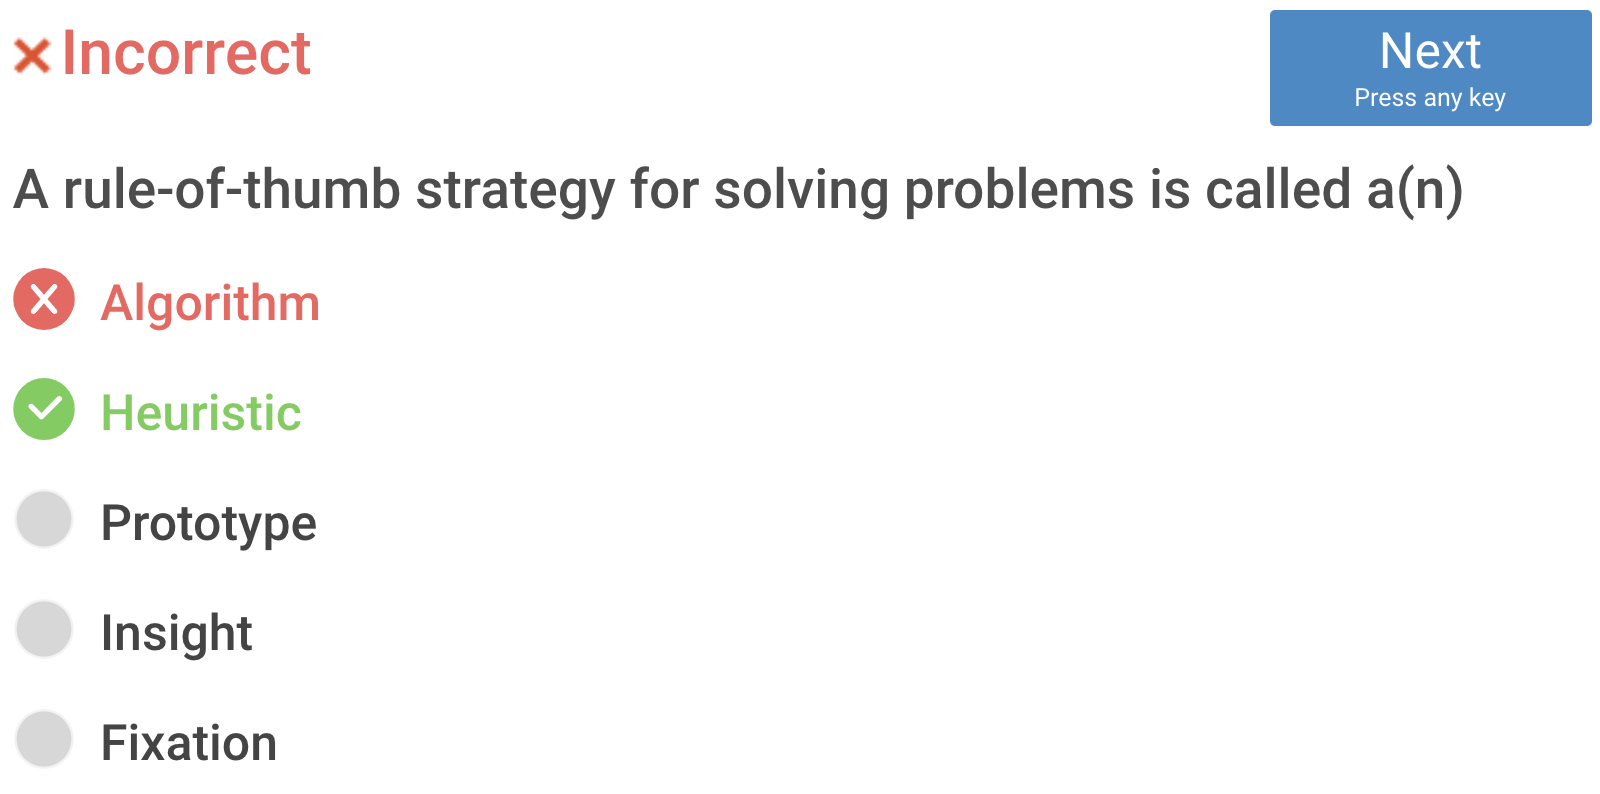 Incorrect
Next
Press any key
A rule-of-thumb strategy for solving problems is called a(n)
Algorithm
Heuristic
Prototype
Insight
Fixation